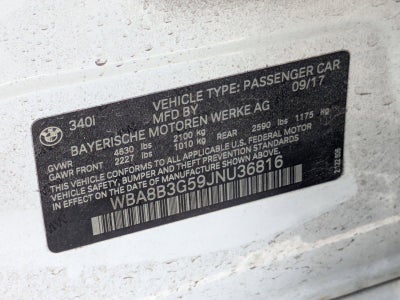 BMW
340i
VEHICLE TYPE: PASSENGER CAR
MFD BY 09/17
BAYERISCHE MOTOREN WERKE AG
GVWR 4630 lbs 2100 kg
GAWR FRONT 2227 lbs 1010 kg REAR 2590 lbs 1175 kg
THIS VEHICLE CONFORMS TO ALL APPLICABLE U.S. FEDERAL MOTOR
VEHICLE SAFETY, BUMPER, AND THEFT PREVENTION STANDARDS
IN EFFECT ON THE DATE OF MANUFACTURE SHOWN ABOVE.
WBA8B3G59JNU36816